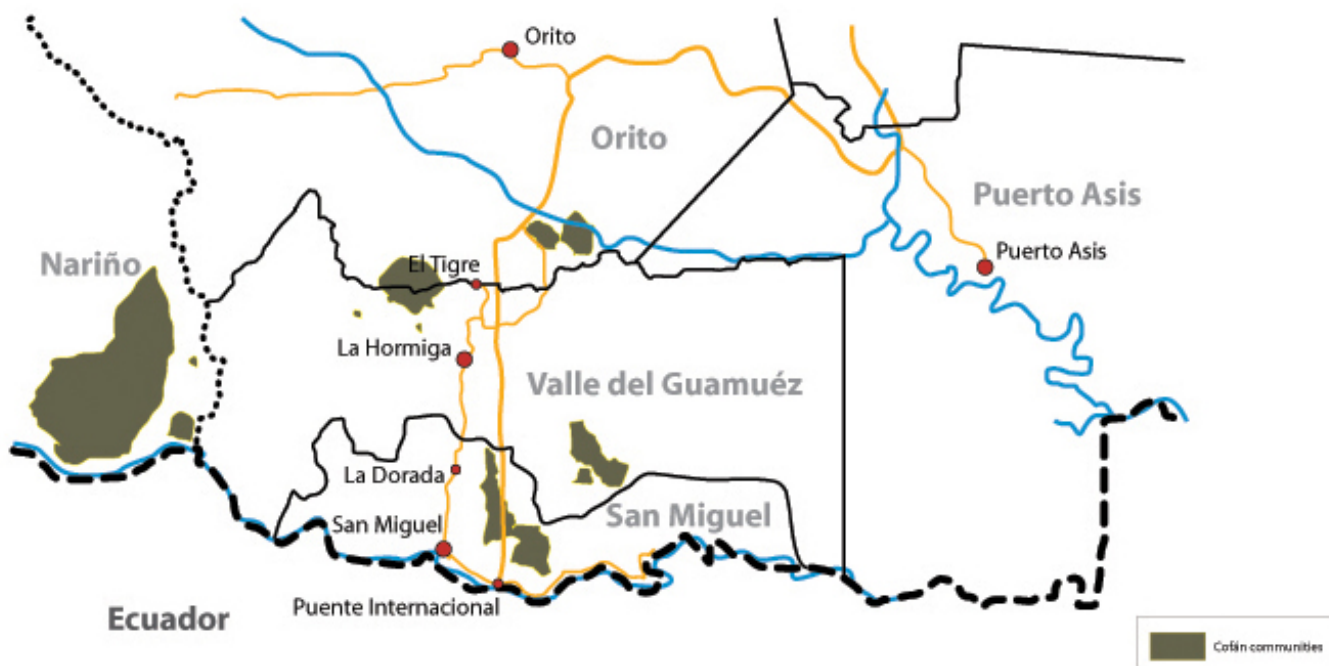 Orito
Orito
Puerto Asis
Nariño
El Tigre
Puerto Asis
La Hormiga
Valle del Guamuéz
La Dorada
San Miguel
San Miguel
Puente Internacional
Ecuador
Cofán communities